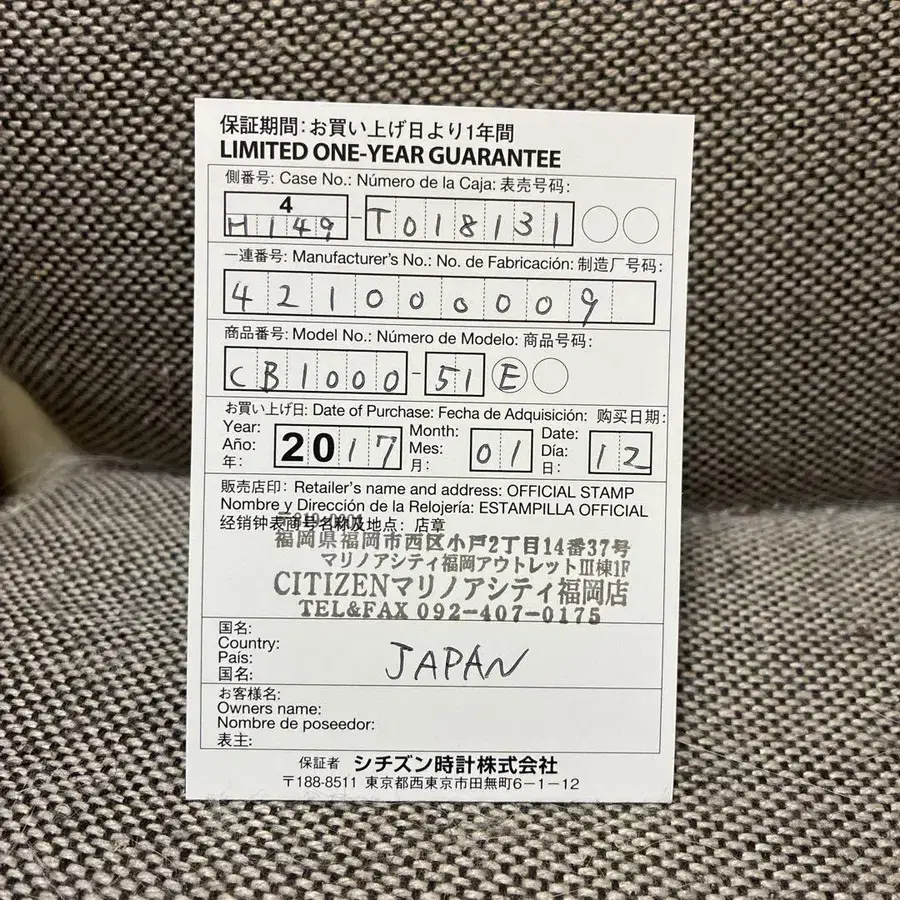 保証期間:お買い上げ日より1年間
LIMITED ONE-YEAR GUARANTEE
側番号: Case No.: Número de la Caja: 表壳号码:
4
H149-T018131
一連番号: Manufacturer's No.: No. de Fabricación: 制造厂号码:
421000009
商品番号: Model No.: Número de Modelo: 商品号码:
CB1000-51E
お買い上げ日: Date of Purchase: Fecha de Adquisición: 购买日期:
Year: Año: 年: 2017 Month: Mes: 月: 01 Date: Día: 日: 12
販売店印: Retailer's name and address: OFFICIAL STAMP
Nombre y Dirección de la Relojería: ESTAMPILLA OFFICIAL
经销钟表商号名称及地点: 店章
福岡県福岡市西区小戸2丁目14番37号
マリノアシティ福岡アウトレットIII棟1F
CITIZENマリノアシティ福岡店
TEL&FAX 092-407-0175
国名:
Country:
País:
国名:
JAPAN
お客様名:
Owners name:
Nombre de poseedor:
表主:
保証者 シチズン時計株式会社
〒188-8511 東京都西東京市田無町6-1-12